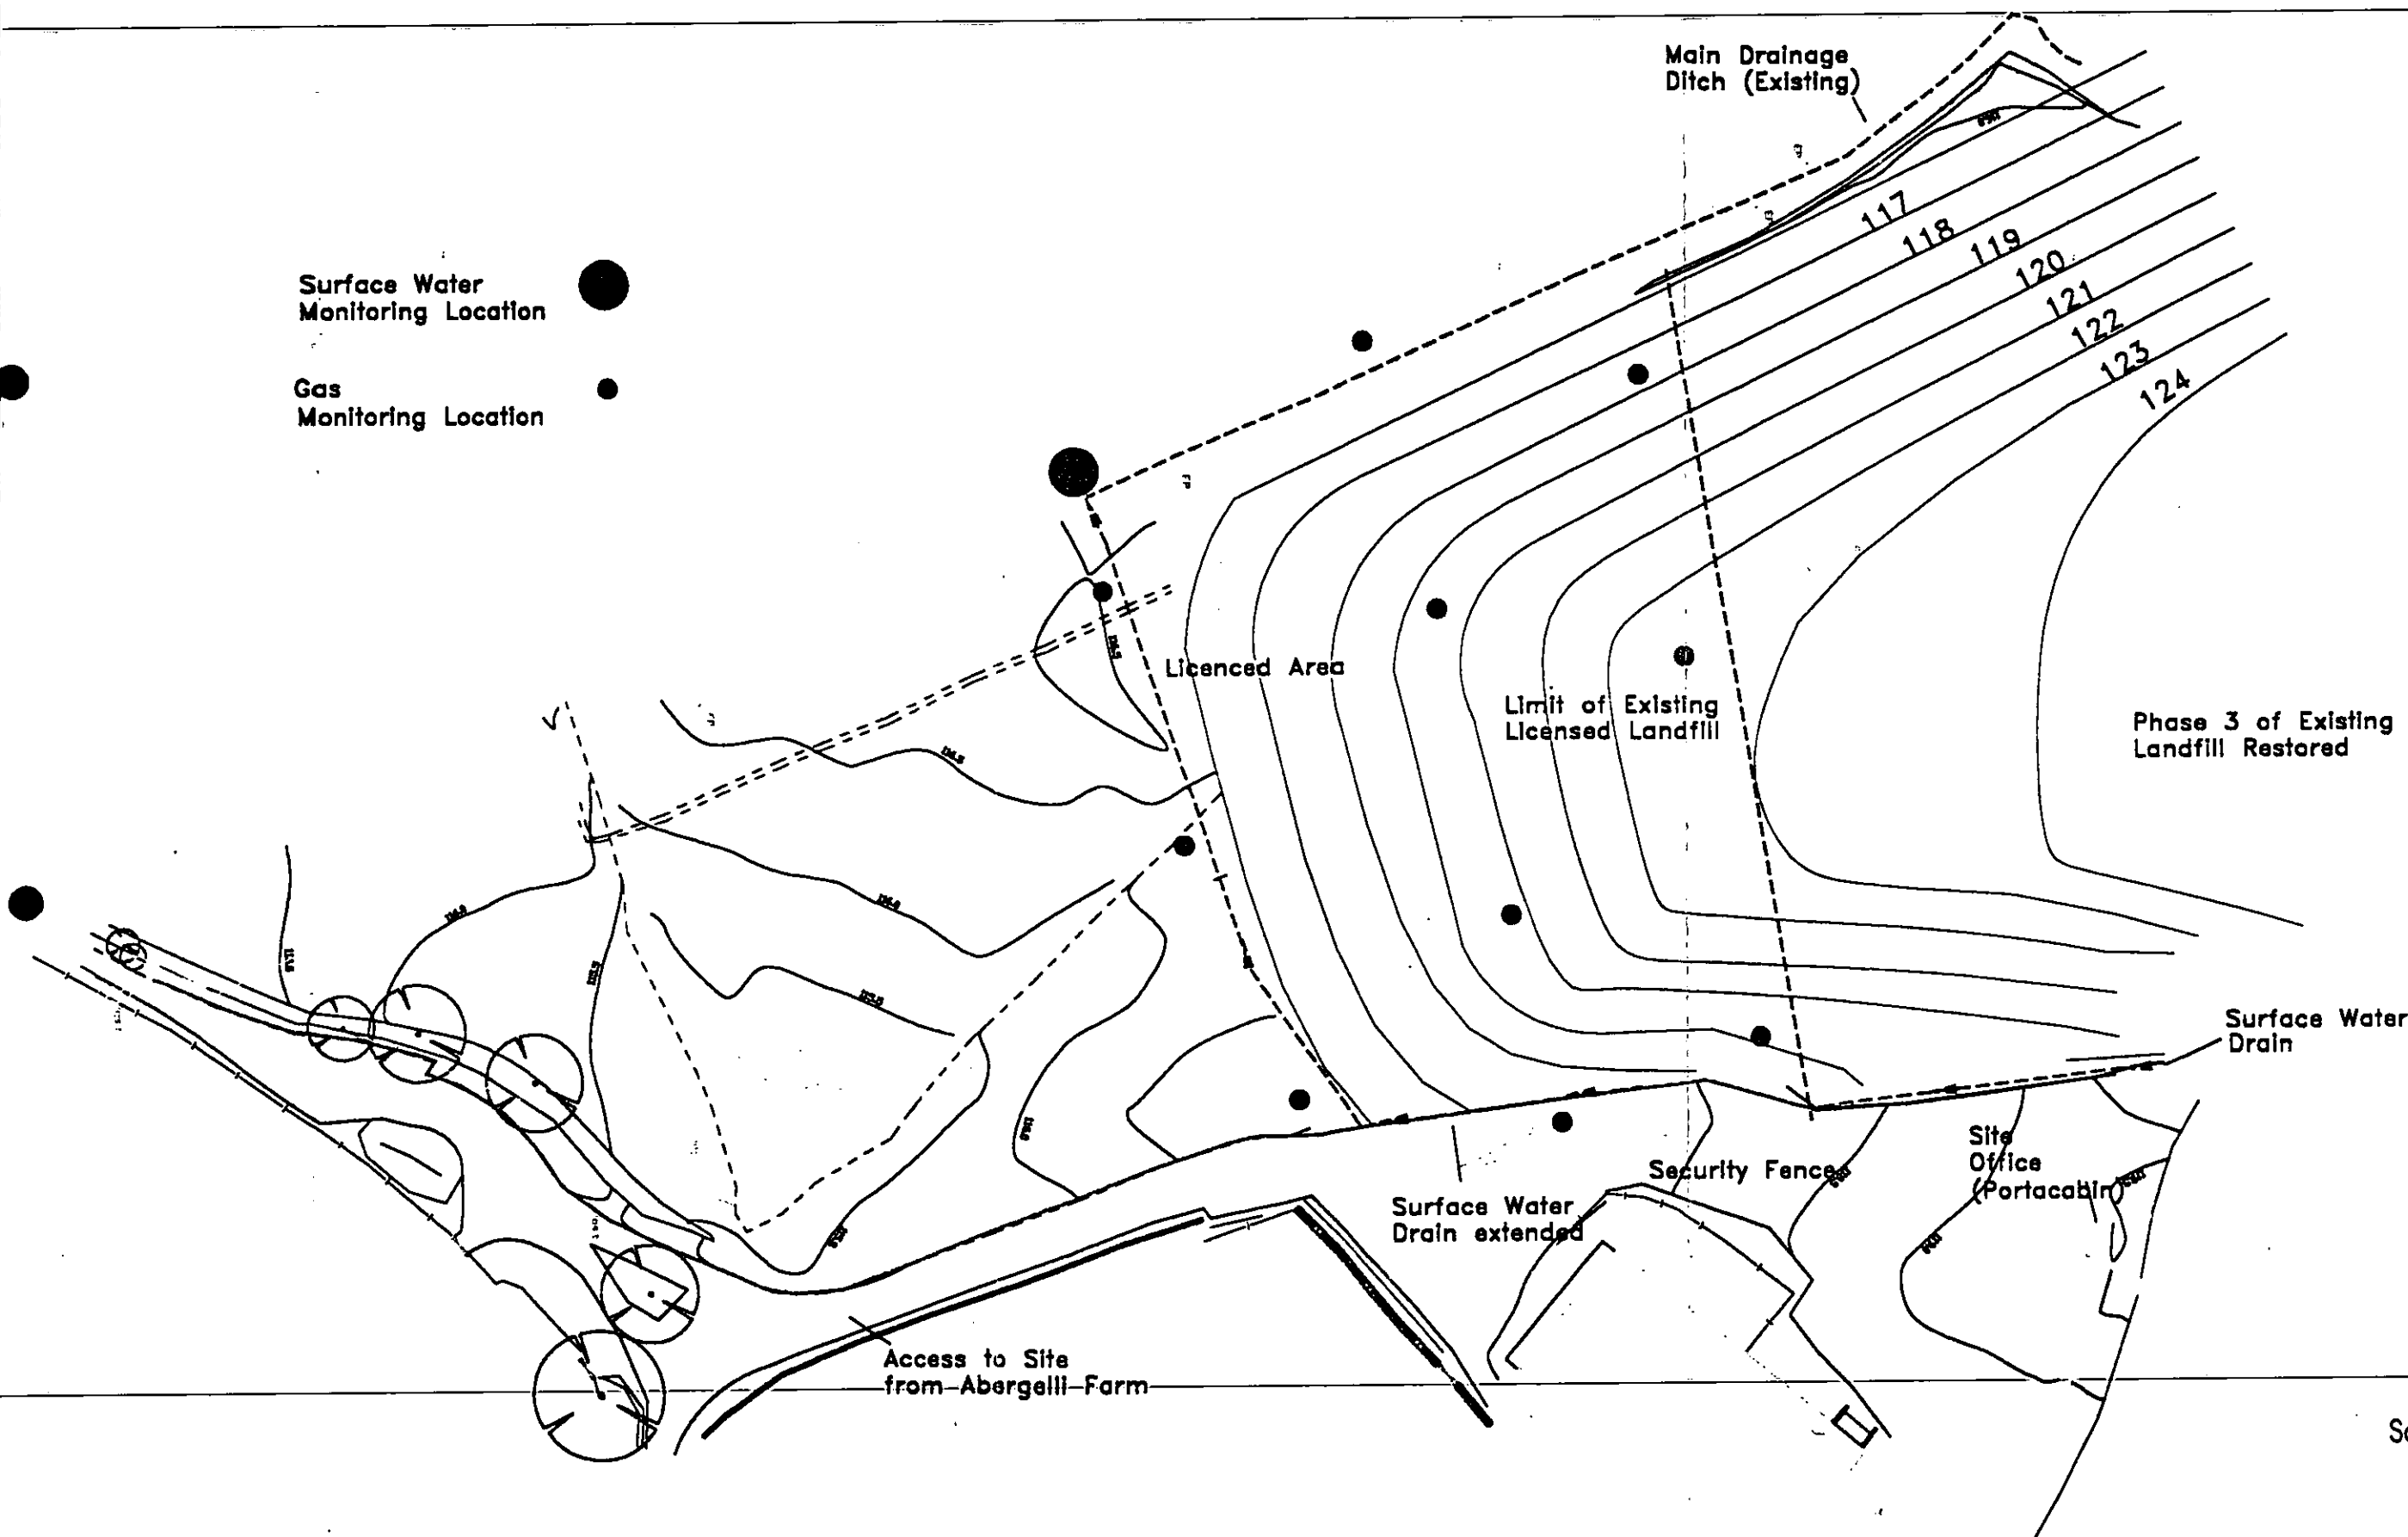 Main Drainage
Ditch (Existing)
Surface Water
Monitoring Location
Gas
Monitoring Location
117
118
119
120
121
122
123
124
Licenced Area
Limit of Existing
Licensed Landfill
Phase 3 of Existing
Landfill Restored
Surface Water
Drain
Site
Office
(Portacabin)
Security Fence
Surface Water
Drain extended
Access to Site
from Abergelli Farm